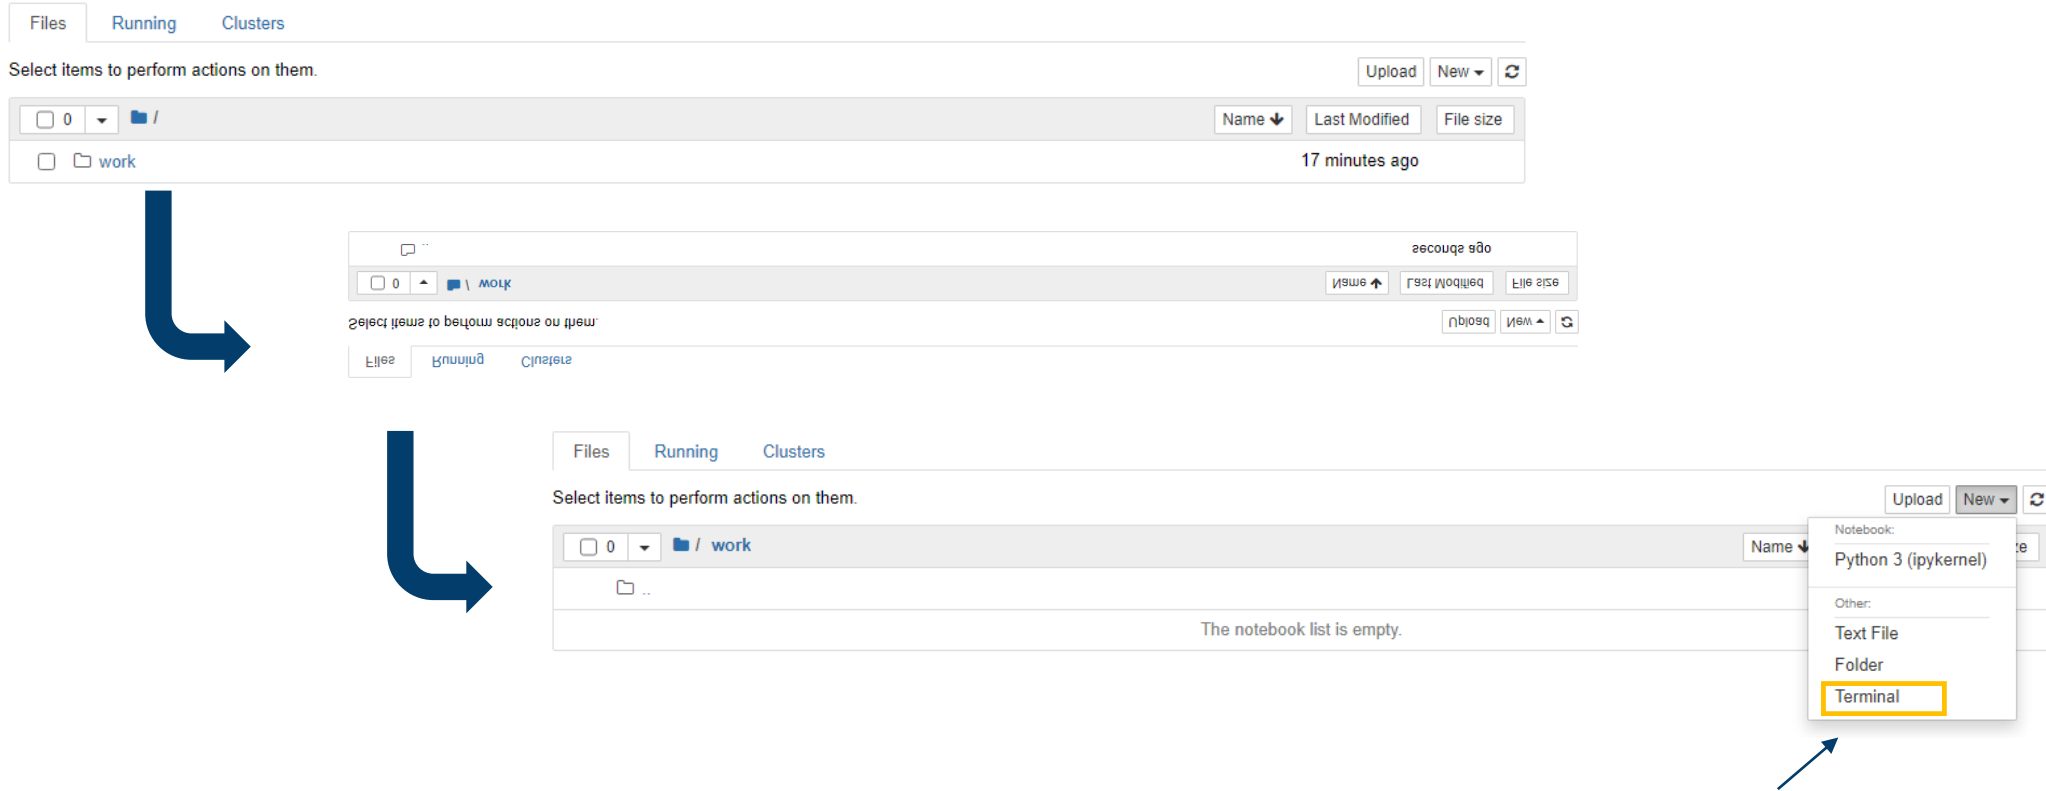 Files Running Clusters
Select items to perform actions on them.
Upload New
0 / Name Last Modified File size
work 17 minutes ago
.. seconds ago
0 / work Name Last Modified File size
Select items to perform actions on them. Upload New
Files Running Clusters
Files Running Clusters
Select items to perform actions on them.
Upload New
0 / work Name ze
..
The notebook list is empty.
Notebook:
Python 3 (ipykernel)
Other:
Text File
Folder
Terminal